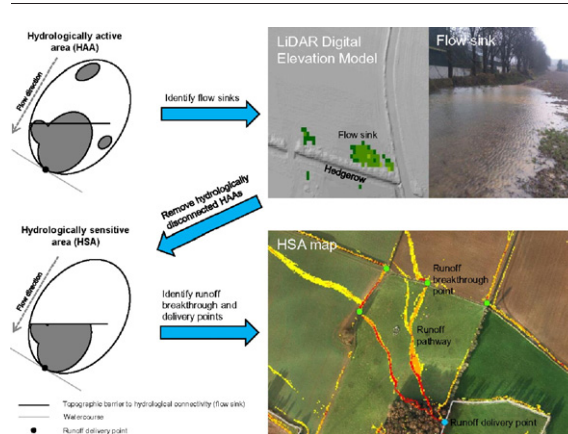 Hydrologically active
area (HAA)
Flow direction
Identify flow sinks
LiDAR Digital
Elevation Model
Flow sink
Hedgerow
Flow sink
Remove hydrologically
disconnected HAAs
Hydrologically sensitive
area (HSA)
Flow direction
Identify runoff
breakthrough and
delivery points
HSA map
Runoff
breakthrough
point
Runoff
pathway
Runoff delivery point
Topographic barrier to hydrological connectivity (flow sink)
Watercourse
Runoff delivery point